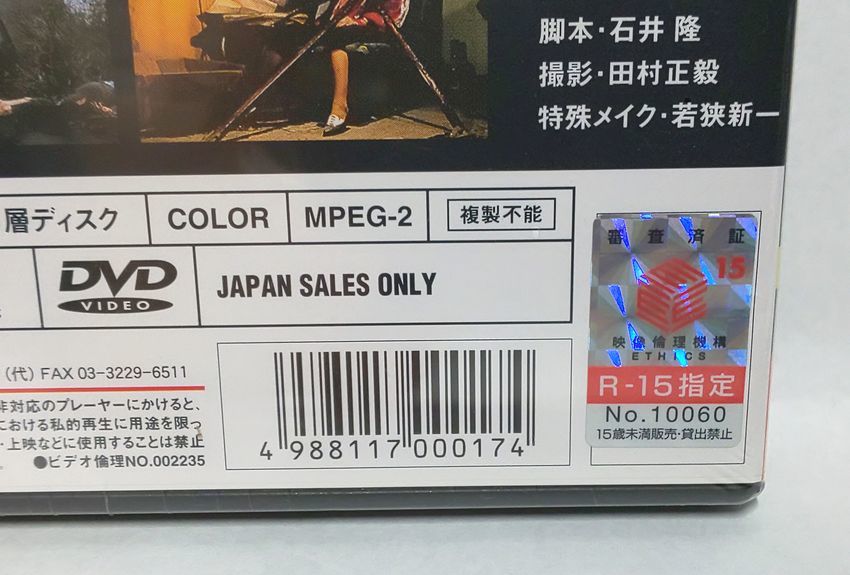 脚本・石井 隆
撮影・田村正毅
特殊メイク・若狭新一
層ディスク
COLOR
MPEG-2
複製不能
DVD
VIDEO
JAPAN SALES ONLY
審査済証
15
映像倫理機構
ETHICS
R-15指定
No.10060
15歳未満販売・貸出禁止
(代) FAX 03-3229-6511
非対応のプレーヤーにかけると、
における私的再生に用途を限っ
・上映などに使用することは禁止
●ビデオ倫理NO.002235
4 988117 000174